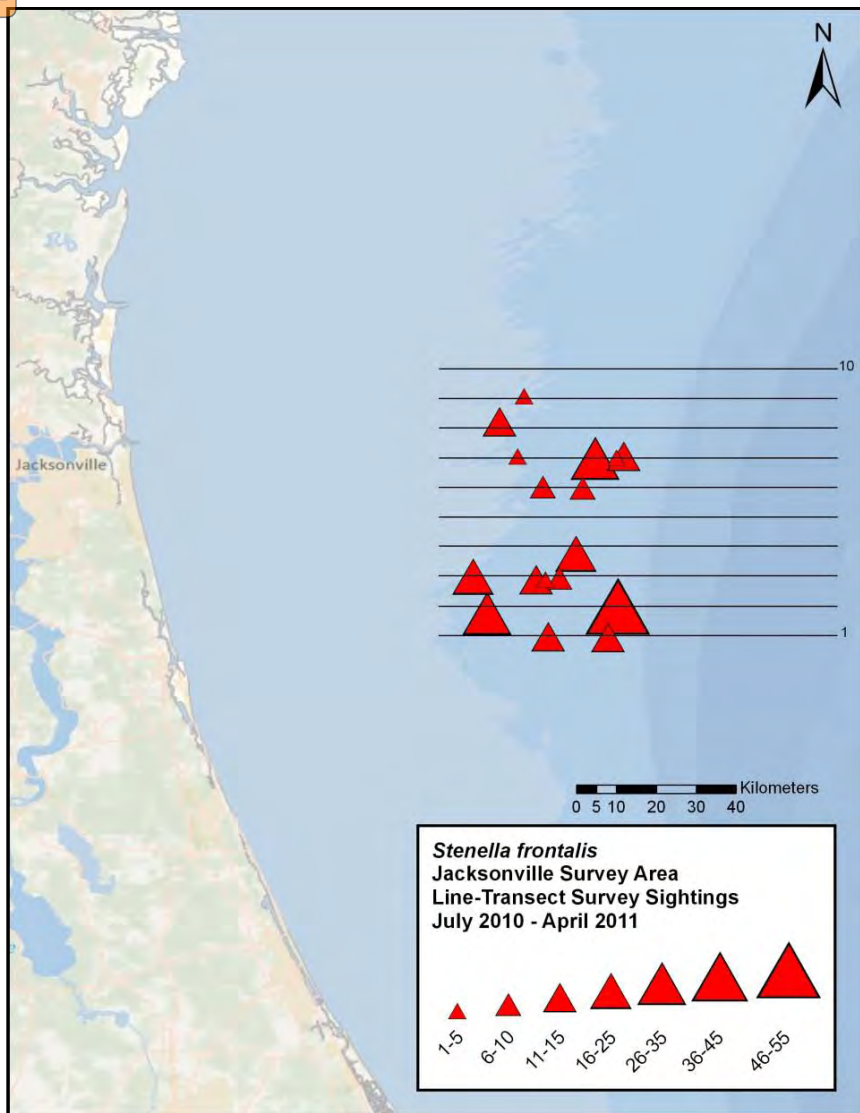 N
10
Jacksonville
1
Kilometers
0 5 10 20 30 40
Stenella frontalis
Jacksonville Survey Area
Line-Transect Survey Sightings
July 2010 - April 2011
1-5 6-10 11-15 16-25 26-35 36-45 46-55